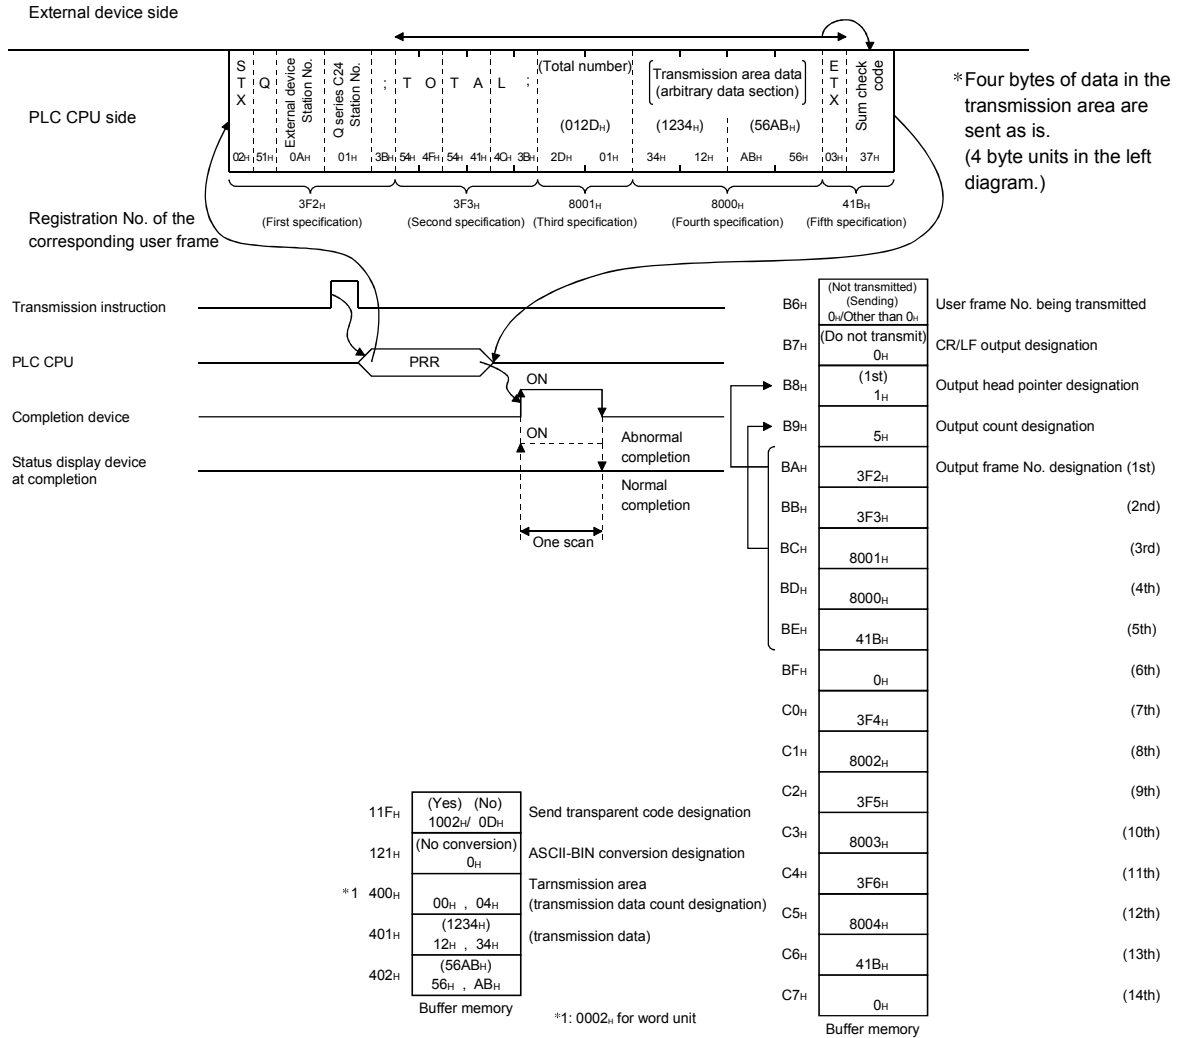 External device side
PLC CPU side
S
T
X
Q
External device
Station No.
Q series C24
Station No.
; T O T A L ;
(Total number)
(012DH)
Transmission area data
(arbitrary data section)
(1234H) (56AB H)
E
T
X
Sum check
code
02H 51H 0AH 01H 3BH 54H 4FH 54H 41H 4CH 3BH 2DH 01H 34H 12H ABH 56H 03H 37H
*Four bytes of data in the
transmission area are
sent as is.
(4 byte units in the left
diagram.)
3F2H 3F3H 8001H 8000H 41BH
(First specification) (Second specification) (Third specification) (Fourth specification) (Fifth specification)
Registration No. of the
corresponding user frame
Transmission instruction
PLC CPU
PRR
Completion device
ON
Status display device
at completion
ON
Abnormal
completion
Normal
completion
One scan
B6H (Not transmitted)
(Sending)
0H/Other than 0H
User frame No. being transmitted
B7H (Do not transmit)
0H
CR/LF output designation
B8H (1st)
1H
Output head pointer designation
B9H 5H Output count designation
BAH 3F2H Output frame No. designation (1st)
BBH 3F3H (2nd)
BCH 8001H (3rd)
BDH 8000H (4th)
BEH 41BH (5th)
BFH 0H (6th)
C0H 3F4H (7th)
C1H 8002H (8th)
C2H 3F5H (9th)
C3H 8003H (10th)
C4H 3F6H (11th)
C5H 8004H (12th)
C6H 41BH (13th)
C7H 0H (14th)
Buffer memory
11FH (Yes) (No)
1002H/ 0DH
Send transparent code designation
121H (No conversion)
0H
ASCII-BIN conversion designation
*1 400H 00H , 04H
Tarnsmission area
(transmission data count designation)
401H (1234H)
12H , 34H
(transmission data)
402H (56ABH)
56H , ABH
Buffer memory
*1: 0002H for word unit